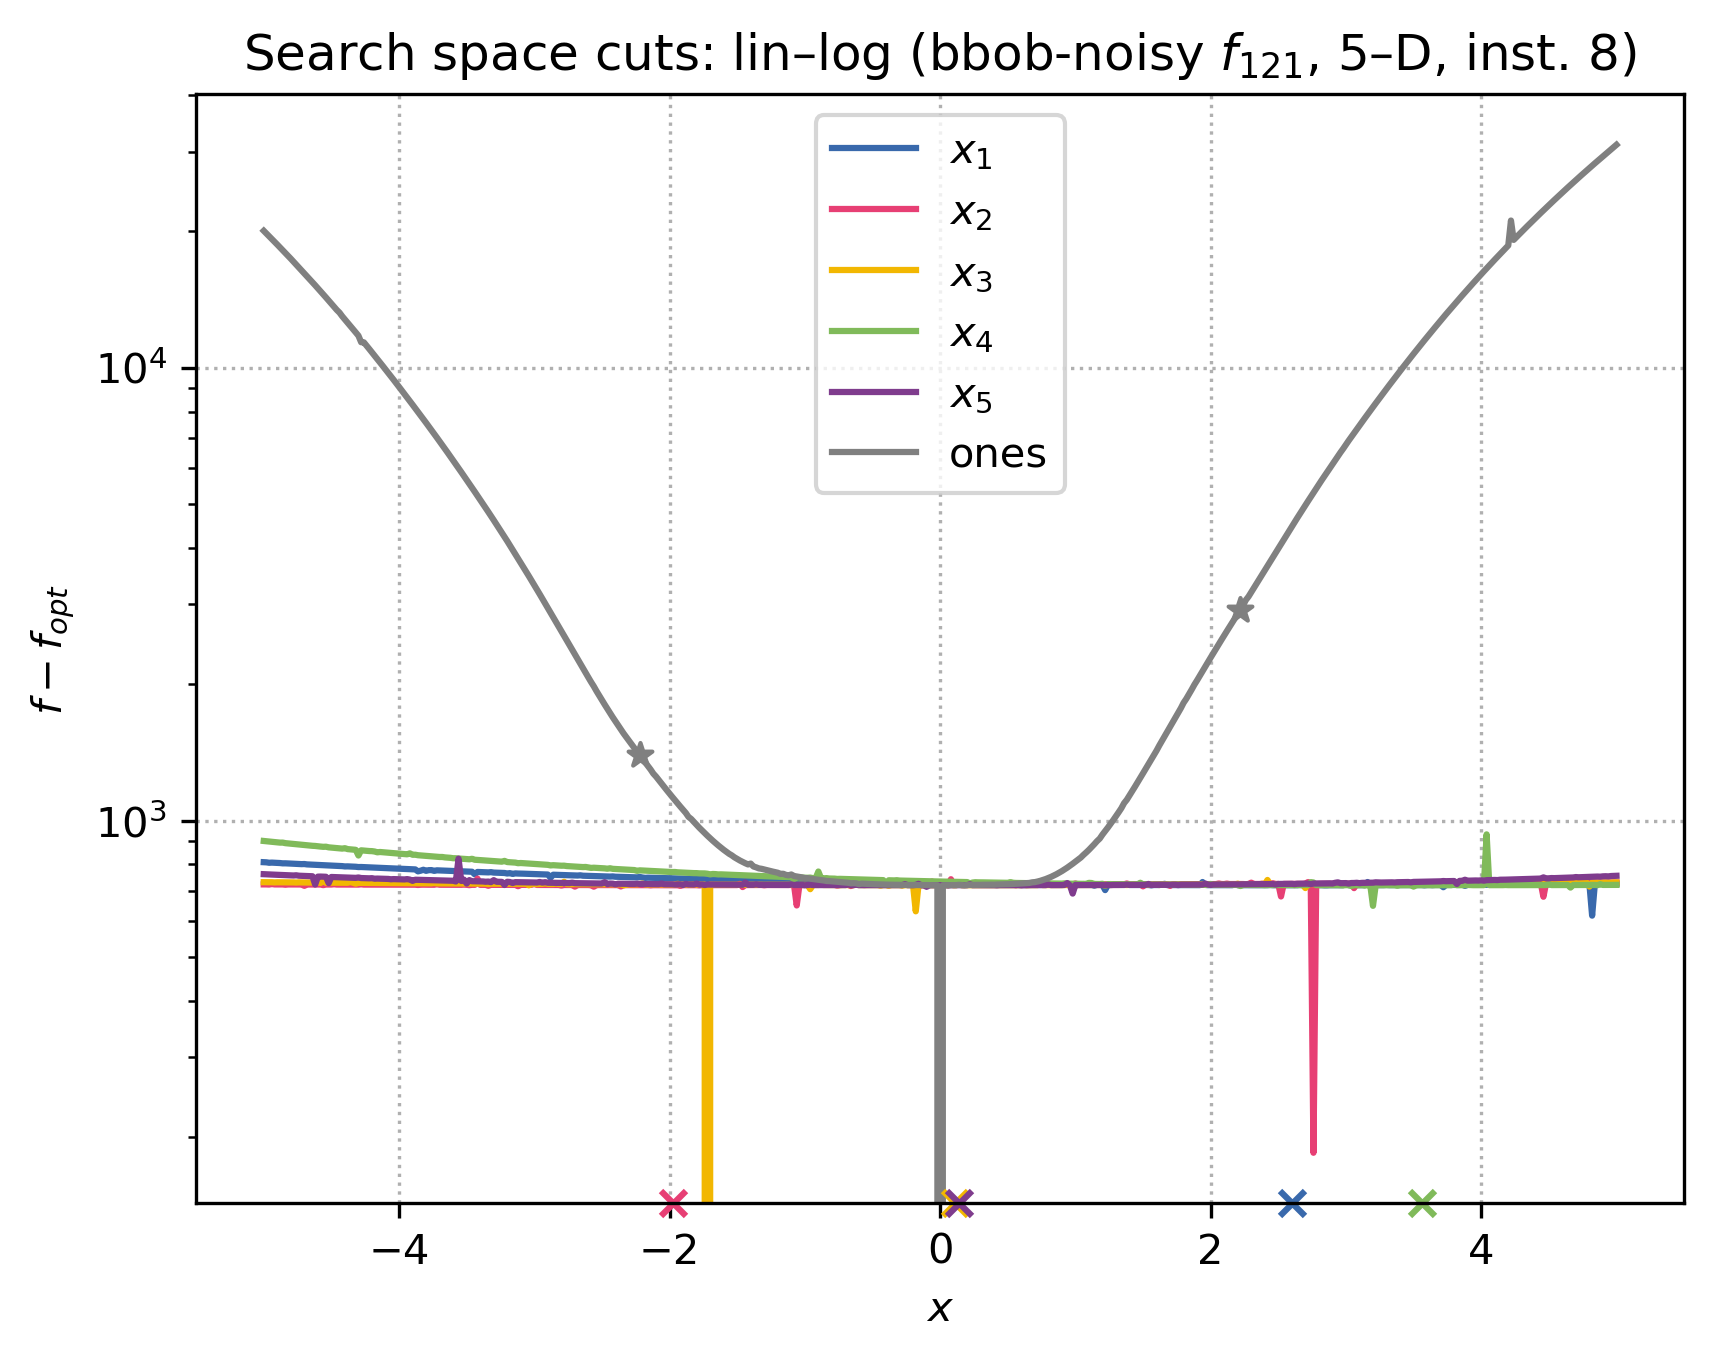 Search space cuts: lin–log (bbob-noisy f121, 5–D, inst. 8)
x1
x2
x3
x4
x5
ones
10^4
10^3
f − fopt
−4
−2
0
2
4
x